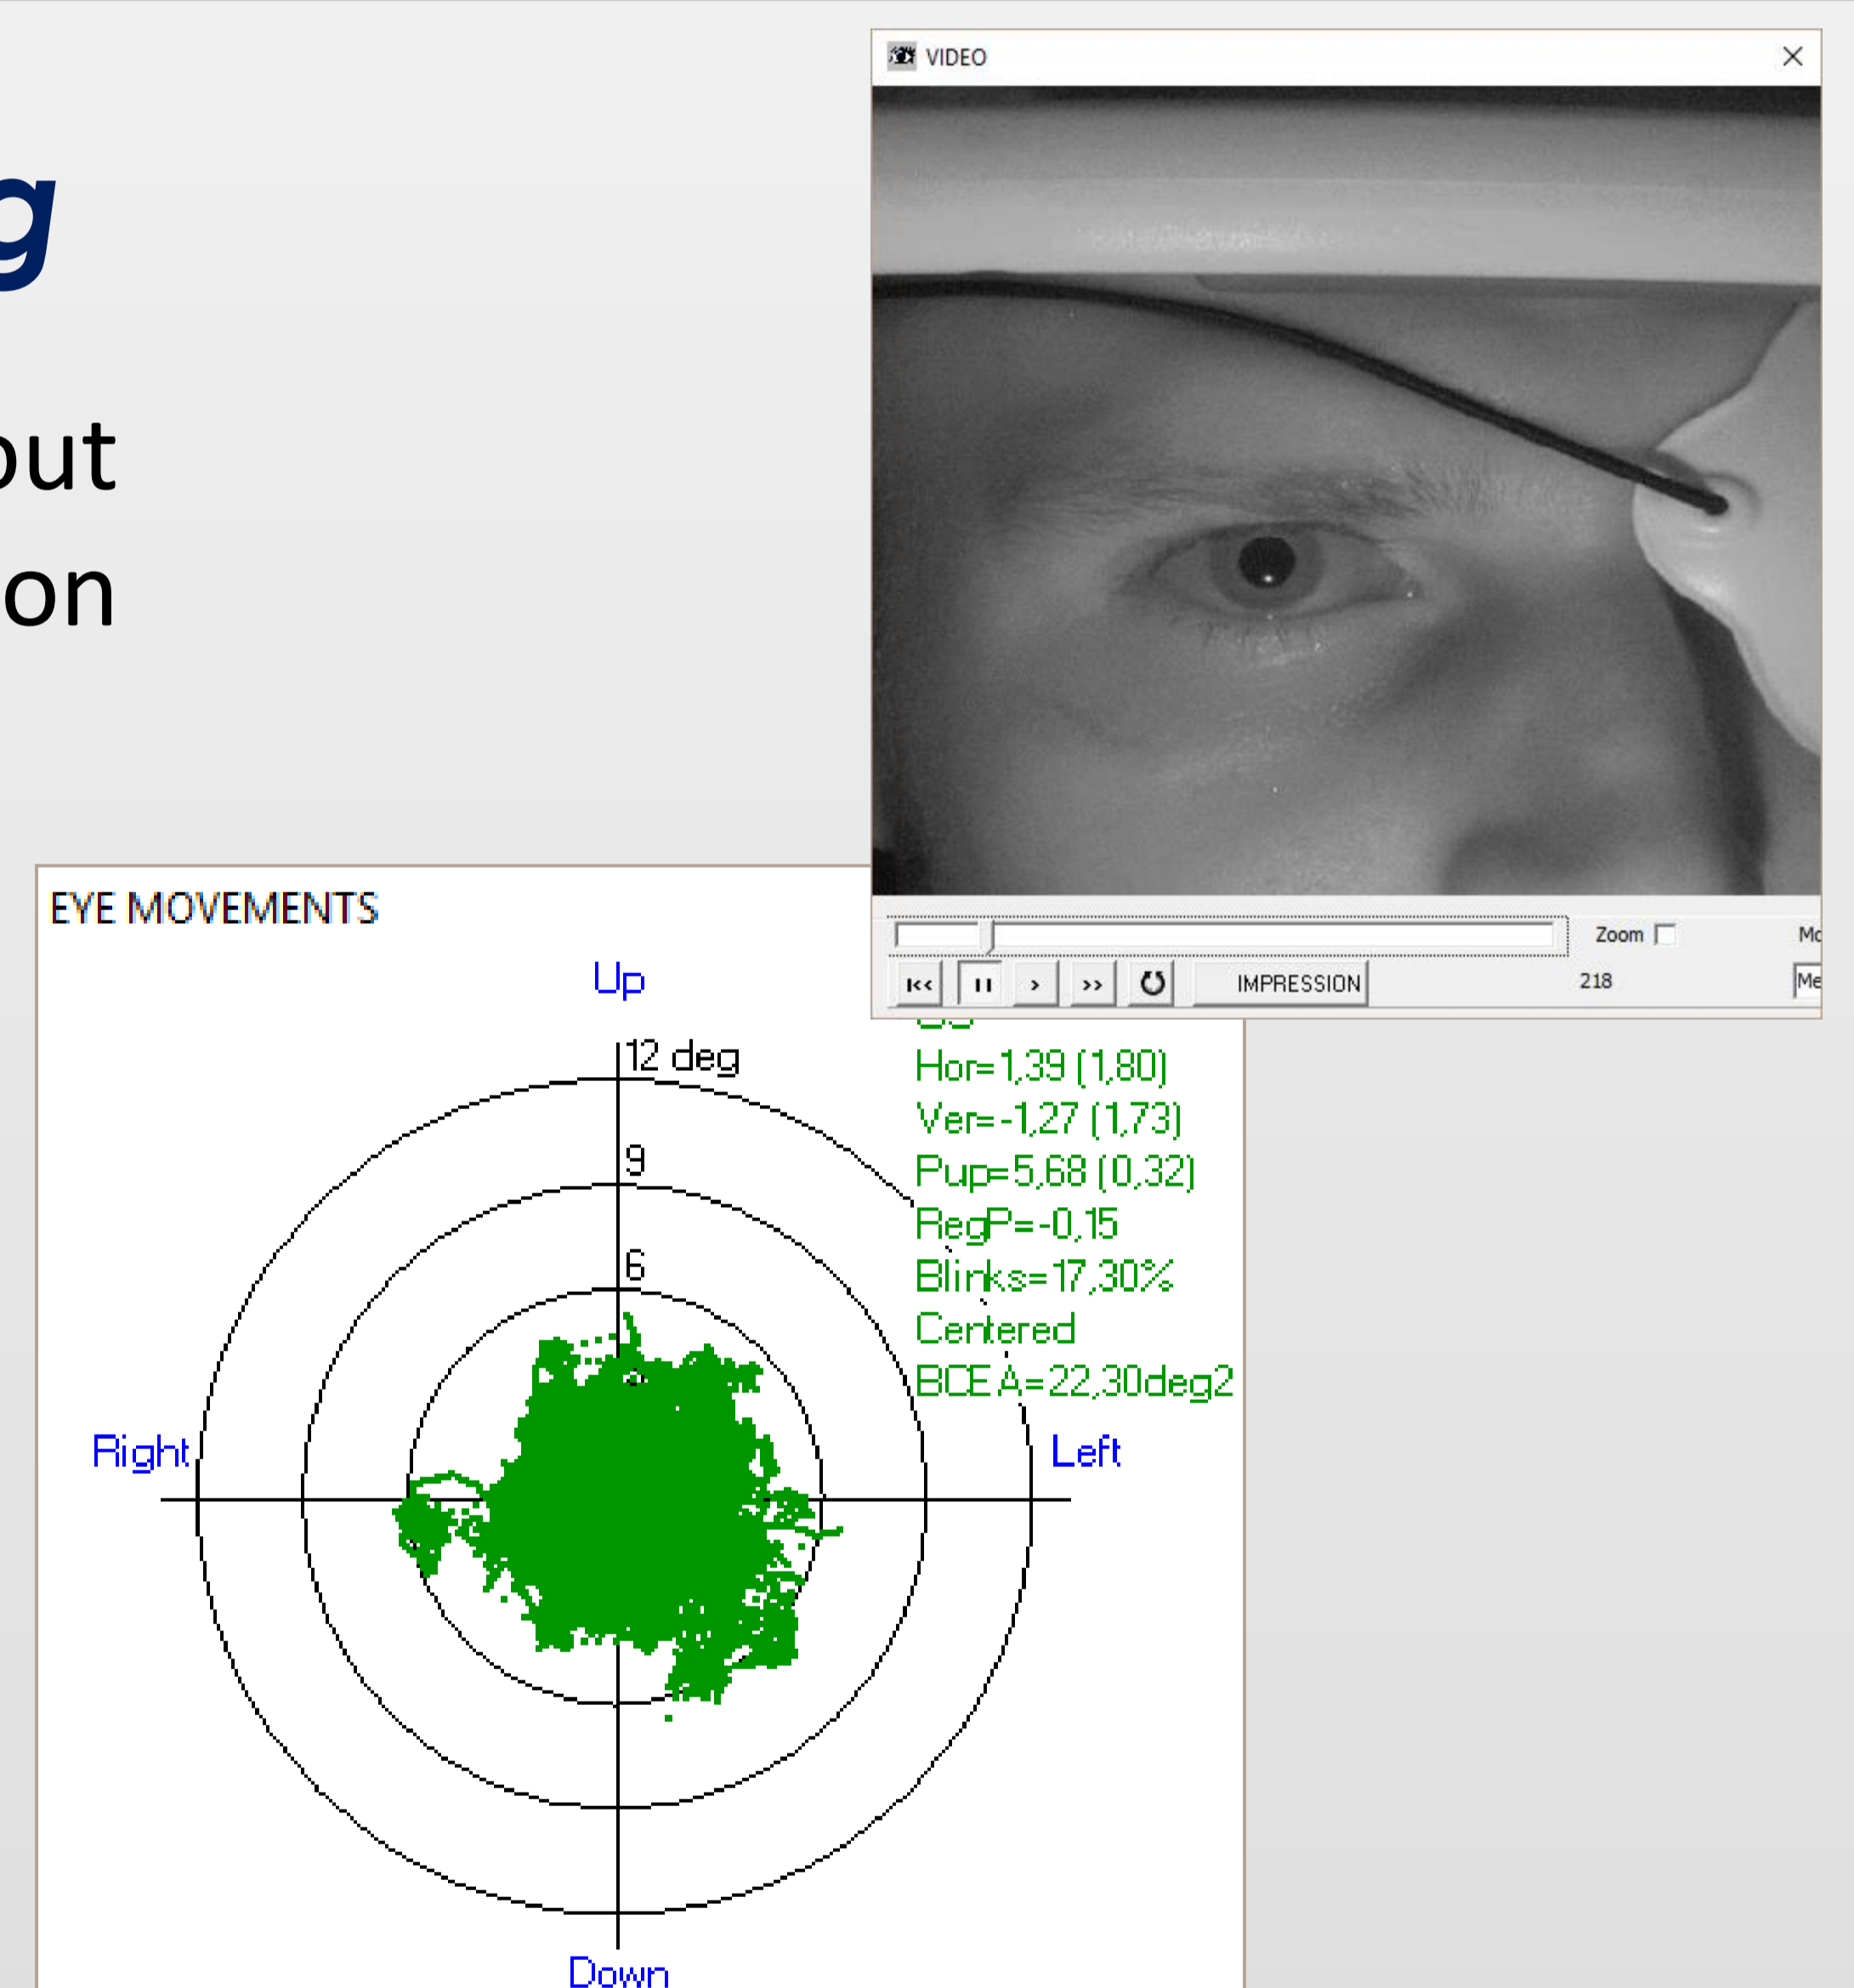 g
out
on
VIDEO
Zoom
218
IMPRESSION
EYE MOVEMENTS
Up
12 deg
9
6
3
Right
Left
Down
Hor=1,39 (1,80)
Ver=-1,27 (1,73)
Pup=5,68 (0,32)
RegP=-0,15
Blinks=17,30%
Centered
BCEA=22,30deg2